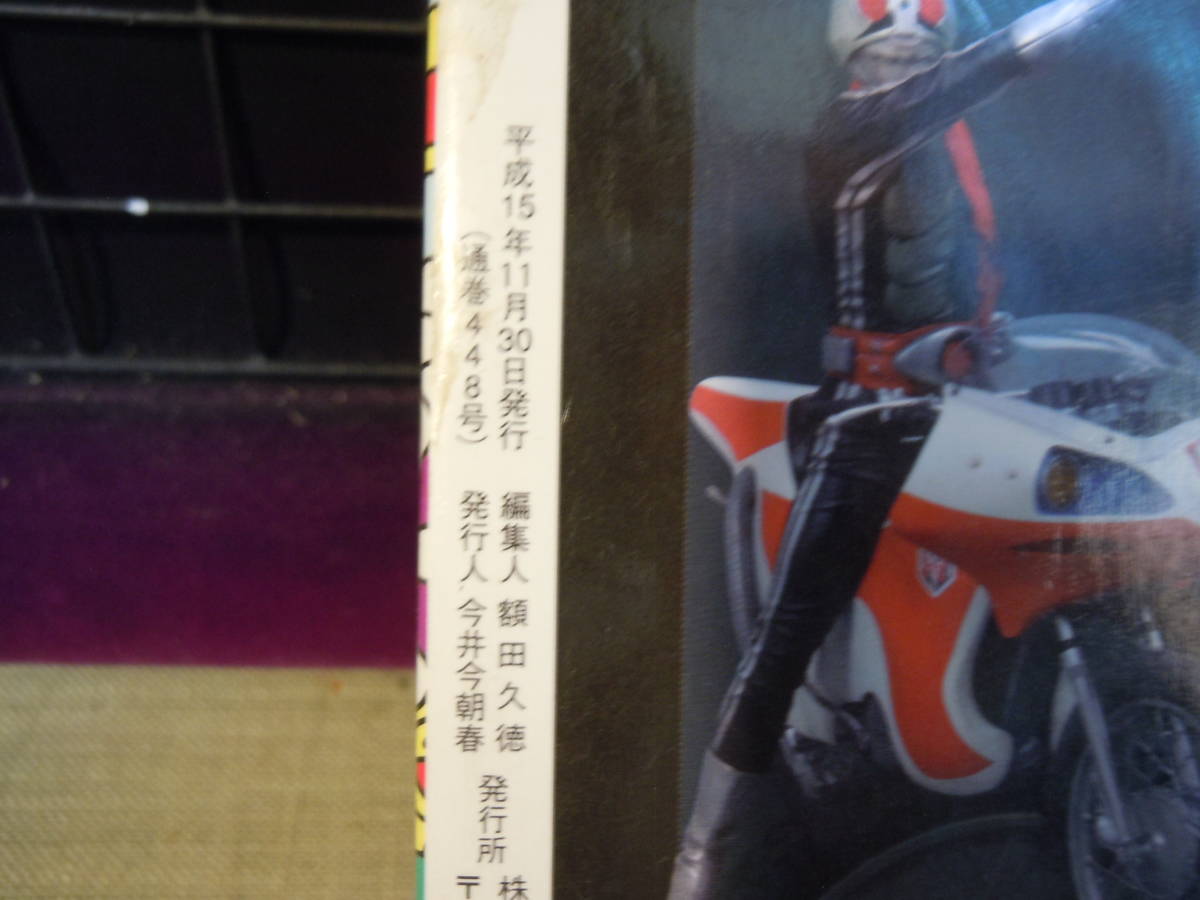 平成15年11月30日発行
（通巻448号）
編集人 額田久徳
発行人 今井今朝春
発行所
株
〒